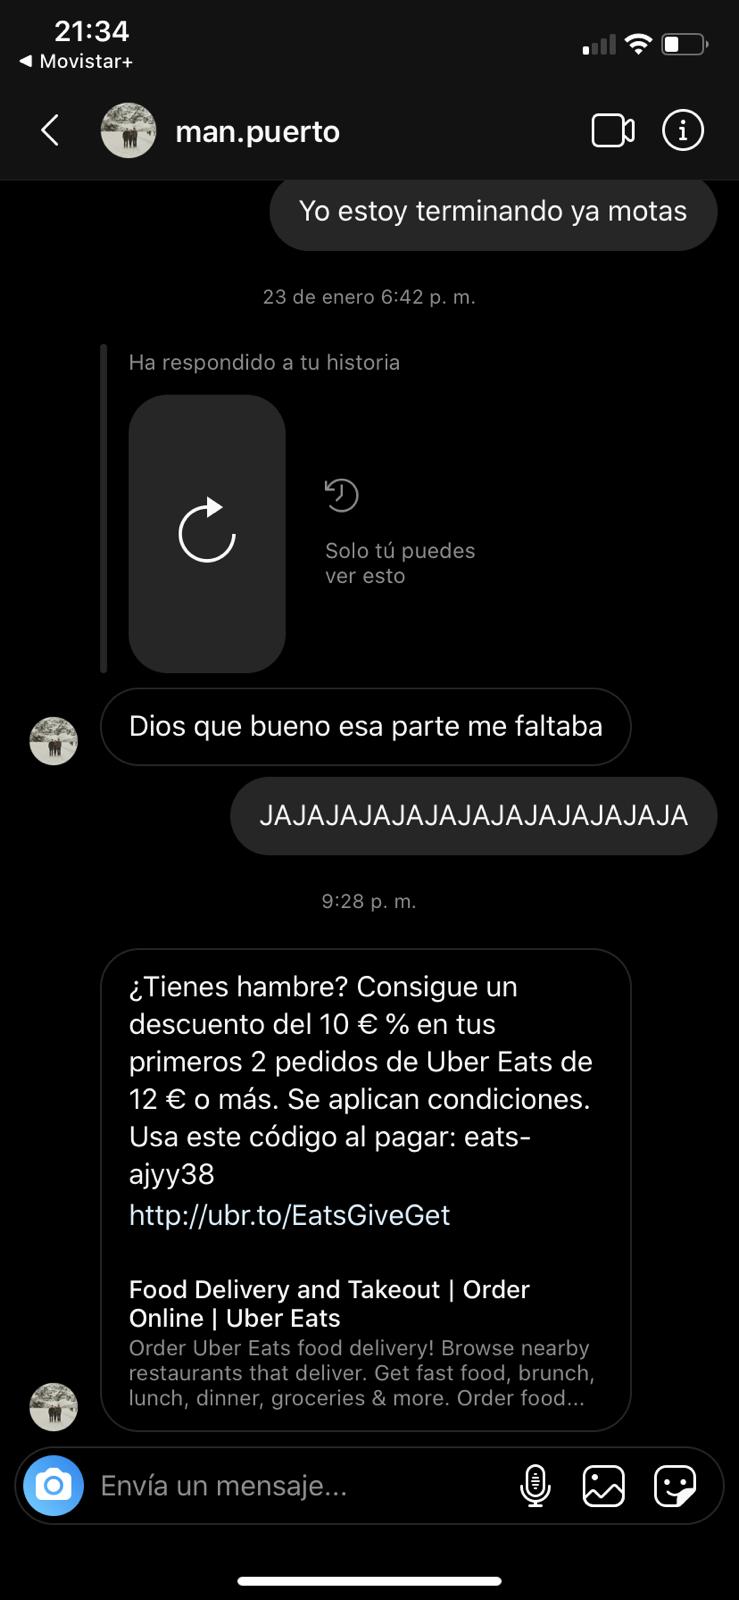 21:34
◀ Movistar+
man.puerto
Yo estoy terminando ya motas
23 de enero 6:42 p. m.
Ha respondido a tu historia
Solo tú puedes
ver esto
Dios que bueno esa parte me faltaba
JAJAJAJAJAJAJAJAJAJAJAJAJA
9:28 p. m.
¿Tienes hambre? Consigue un
descuento del 10 € % en tus
primeros 2 pedidos de Uber Eats de
12 € o más. Se aplican condiciones.
Usa este código al pagar: eats-
ajyy38
http://ubr.to/EatsGiveGet
Food Delivery and Takeout | Order
Online | Uber Eats
Order Uber Eats food delivery! Browse nearby
restaurants that deliver. Get fast food, brunch,
lunch, dinner, groceries & more. Order food...
Envía un mensaje...